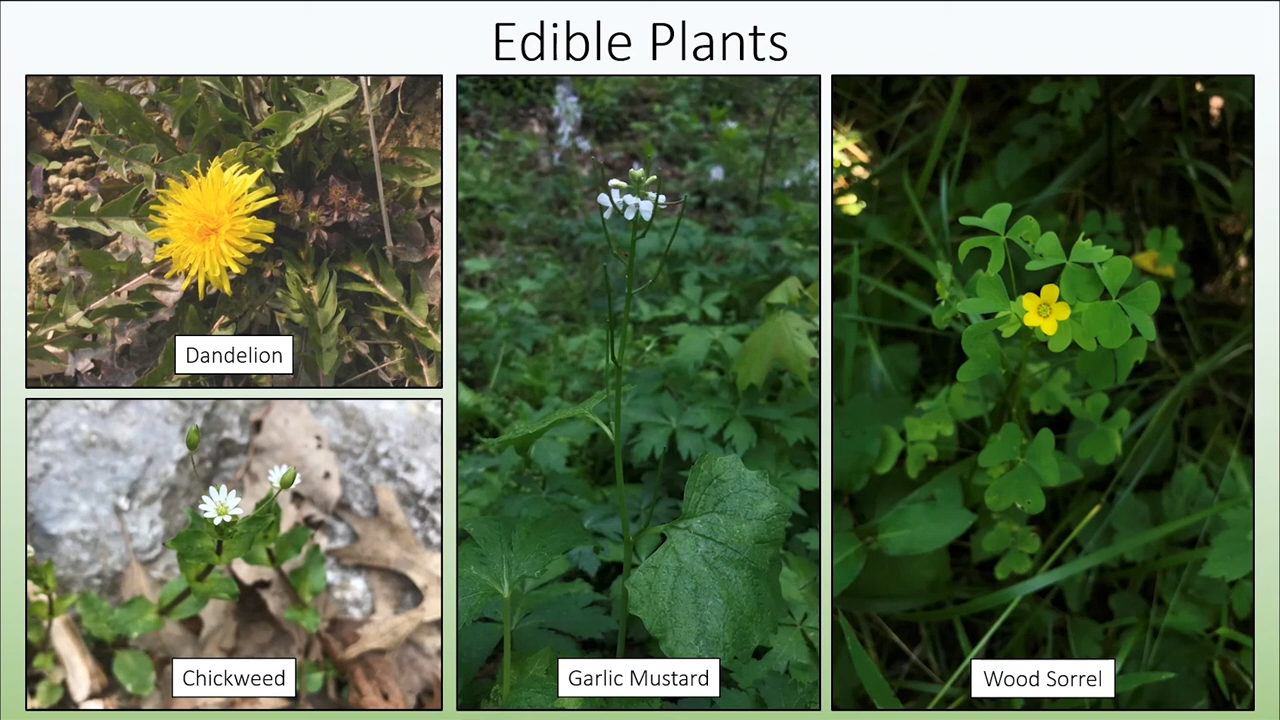 Edible Plants
Dandelion
Chickweed
Garlic Mustard
Wood Sorrel